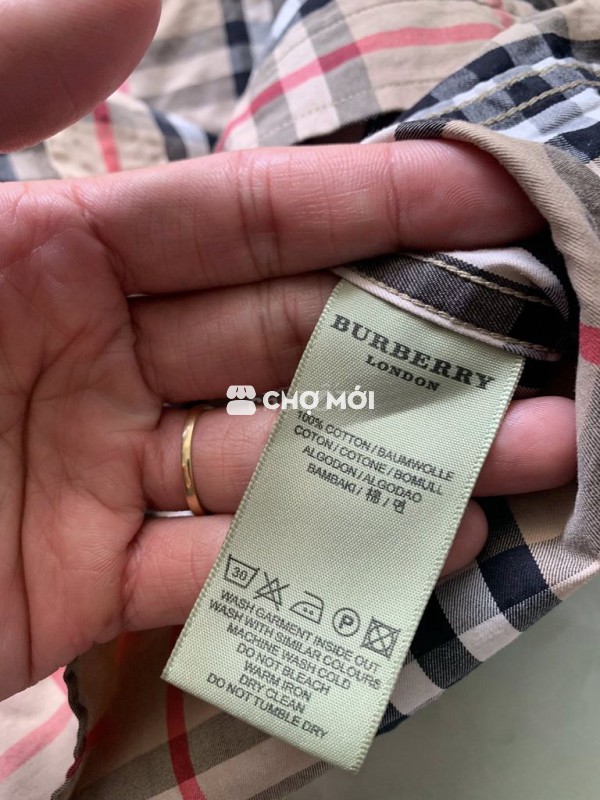 BURBERRY
LONDON
CHỢ MỚI
100% COTTON / BAUMWOLLE
COTON / COTONE / BOMULL
ALGODON / ALGODAO
BAMBAKI / 棉 / 면
30
P
WASH GARMENT INSIDE OUT
WASH WITH SIMILAR COLOURS
MACHINE WASH COLD
DO NOT BLEACH
WARM IRON
DRY CLEAN
DO NOT TUMBLE DRY